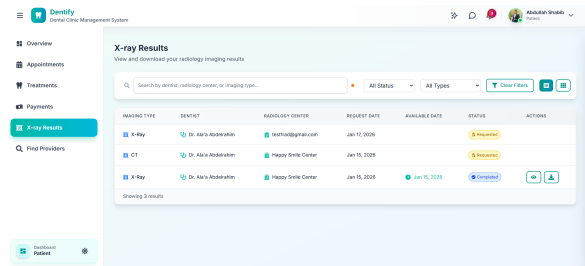 Dentify
Dental Clinic Management System
6
Abdullah Shabib
Patient
Overview
Appointments
Treatments
Payments
X-ray Results
Find Providers
X-ray Results
View and download your radiology imaging results
Search by dentist, radiology center, or imaging type...
All Status
All Types
Clear Filters
IMAGING TYPE DENTIST RADIOLOGY CENTER REQUEST DATE AVAILABLE DATE STATUS ACTIONS
X-Ray Dr. Ala'a Abdelrahim testfrad@gmail.com Jan 17, 2026 Requested
CT Dr. Ala'a Abdelrahim Happy Smile Center Jan 15, 2026 Requested
X-Ray Dr. Ala'a Abdelrahim Happy Smile Center Jan 15, 2026 Jan 15, 2026 Completed
Showing 3 results
Dashboard
Patient